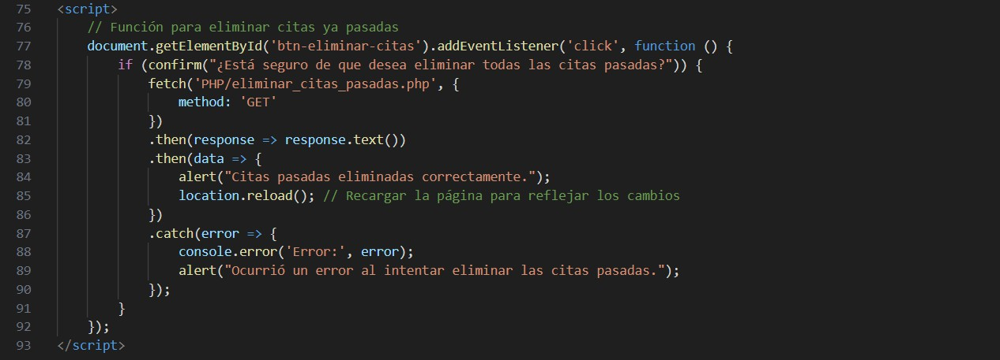 75 <script>
76 // Función para eliminar citas ya pasadas
77 document.getElementById('btn-eliminar-citas').addEventListener('click', function () {
78 if (confirm("¿Está seguro de que desea eliminar todas las citas pasadas?")) {
79 fetch('PHP/eliminar_citas_pasadas.php', {
80 method: 'GET'
81 })
82 .then(response => response.text())
83 .then(data => {
84 alert("Citas pasadas eliminadas correctamente.");
85 location.reload(); // Recargar la página para reflejar los cambios
86 })
87 .catch(error => {
88 console.error('Error:', error);
89 alert("Ocurrió un error al intentar eliminar las citas pasadas.");
90 });
91 }
92 });
93 </script>